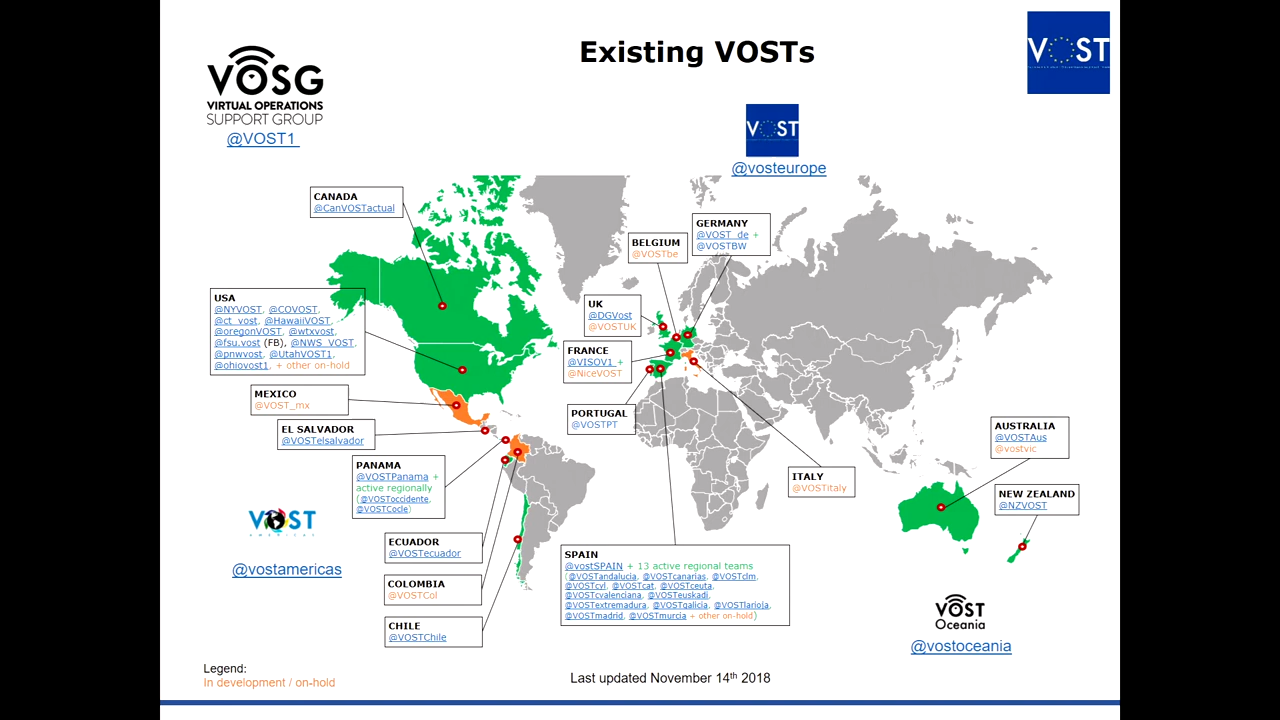 Existing VOSTs
VOST
VOSG
VIRTUAL OPERATIONS
SUPPORT GROUP
@VOST1
VOST
@vosteurope
CANADA
@CanVOSTactual
GERMANY
@VOST_de +
@VOSTBW
BELGIUM
@VOSTbe
USA
@NYVOST, @COVOST,
@ct_vost, @HawaiiVOST,
@oregonVOST, @wtxvost,
@fsu.vost (FB), @NWS_VOST,
@pnwvost, @UtahVOST1,
@ohiovost1, + other on-hold
UK
@DGVost
@VOSTUK
FRANCE
@VISOV1 +
@NiceVOST
MEXICO
@VOST_mx
PORTUGAL
@VOSTPT
EL SALVADOR
@VOSTelsalvador
AUSTRALIA
@VOSTAus
@vostvic
PANAMA
@VOSTPanama +
active regionally
(@VOSToccidente,
@VOSTCocle)
ITALY
@VOSTitaly
NEW ZEALAND
@NZVOST
VOST
AMERICAS
@vostamericas
ECUADOR
@VOSTecuador
COLOMBIA
@VOSTCol
CHILE
@VOSTChile
SPAIN
@vostSPAIN + 13 active regional teams
(@VOSTandalucia, @VOSTcanarias, @VOSTclm,
@VOSTcyl, @VOSTcat, @VOSTceuta,
@VOSTcvalenciana, @VOSTeuskadi,
@VOSTextremadura, @VOSTgalicia, @VOSTlarioja,
@VOSTmadrid, @VOSTmurcia + other on-hold)
VOST
Oceania
@vostoceania
Legend:
In development / on-hold
Last updated November 14th 2018